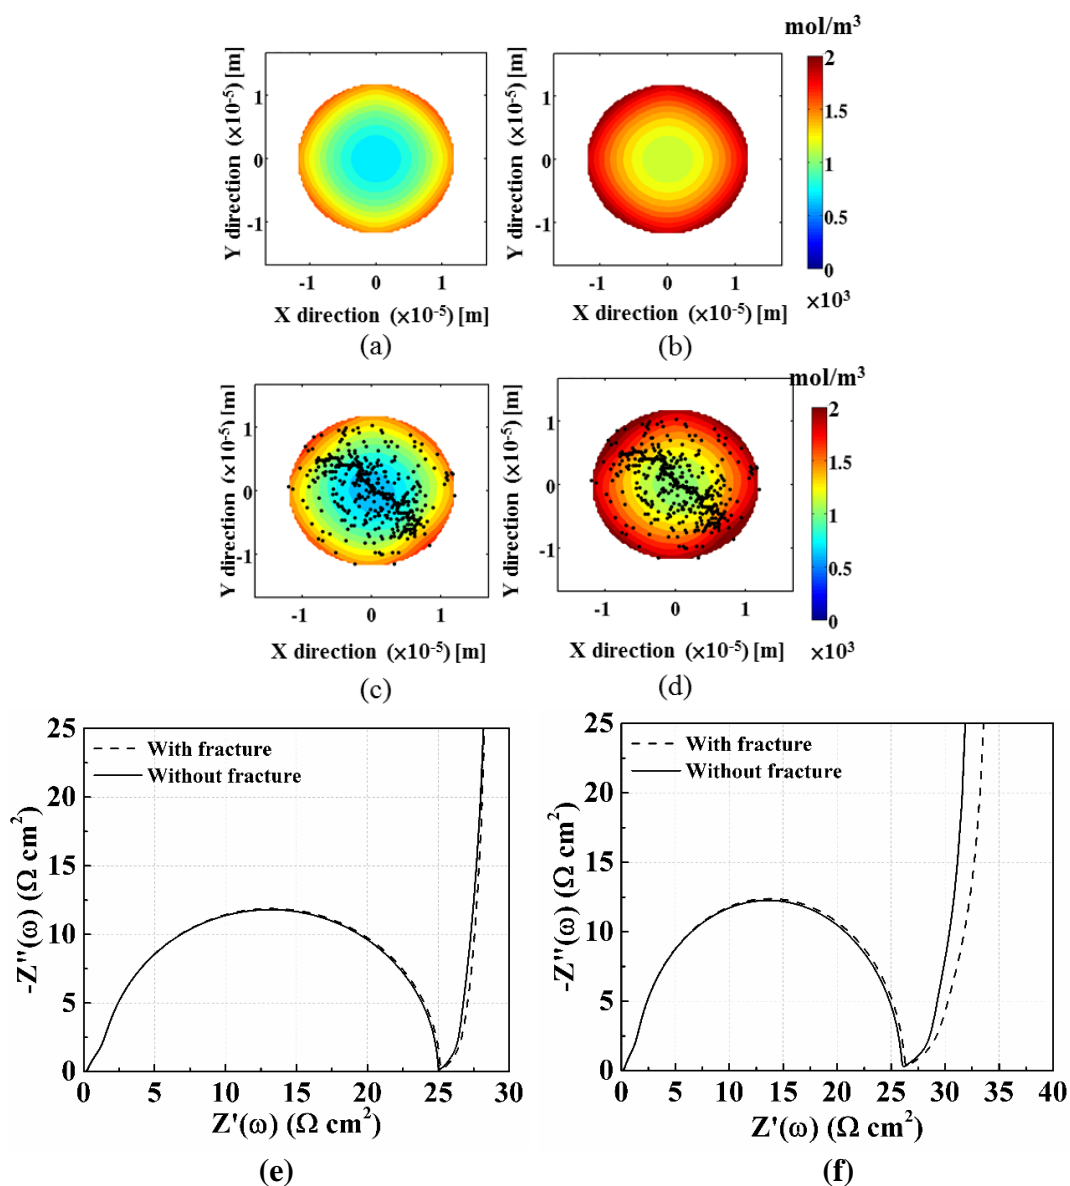 mol/m³
Y direction (×10⁻⁵) [m]
1
0
-1
-1 0 1
X direction (×10⁻⁵) [m]
(a)
Y direction (×10⁻⁵) [m]
1
0
-1
-1 0 1
X direction (×10⁻⁵) [m]
(b)
2
1.5
1
0.5
0
×10³
mol/m³
Y direction (×10⁻⁵) [m]
1
0
-1
-1 0 1
X direction (×10⁻⁵) [m]
(c)
Y direction (×10⁻⁵) [m]
1
0
-1
-1 0 1
X direction (×10⁻⁵) [m]
(d)
2
1.5
1
0.5
0
×10³
-Z''(ω) (Ω cm²)
25
20
15
10
5
0
With fracture
Without fracture
0 5 10 15 20 25 30
Z'(ω) (Ω cm²)
(e)
-Z''(ω) (Ω cm²)
25
20
15
10
5
0
With fracture
Without fracture
0 5 10 15 20 25 30 35 40
Z'(ω) (Ω cm²)
(f)